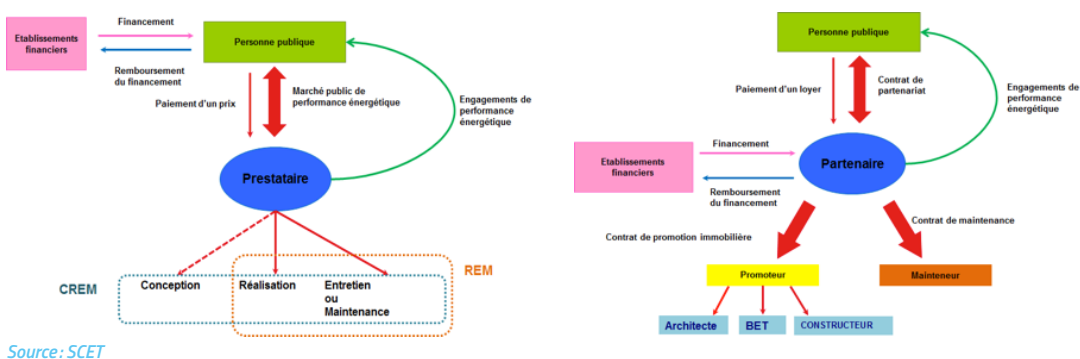 Financement
Etablissements
financiers
Personne publique
Remboursement
du financement
Paiement d'un prix
Marché public de
performance énergétique
Engagements de
performance
énergétique
Prestataire
REM
CREM
Conception
Réalisation
Entretien
ou
Maintenance
Source : SCET
Personne publique
Paiement d'un loyer
Contrat de
partenariat
Engagements de
performance
énergétique
Financement
Etablissements
financiers
Partenaire
Remboursement
du financement
Contrat de maintenance
Contrat de promotion immobilière
Promoteur
Mainteneur
Architecte
BET
CONSTRUCTEUR